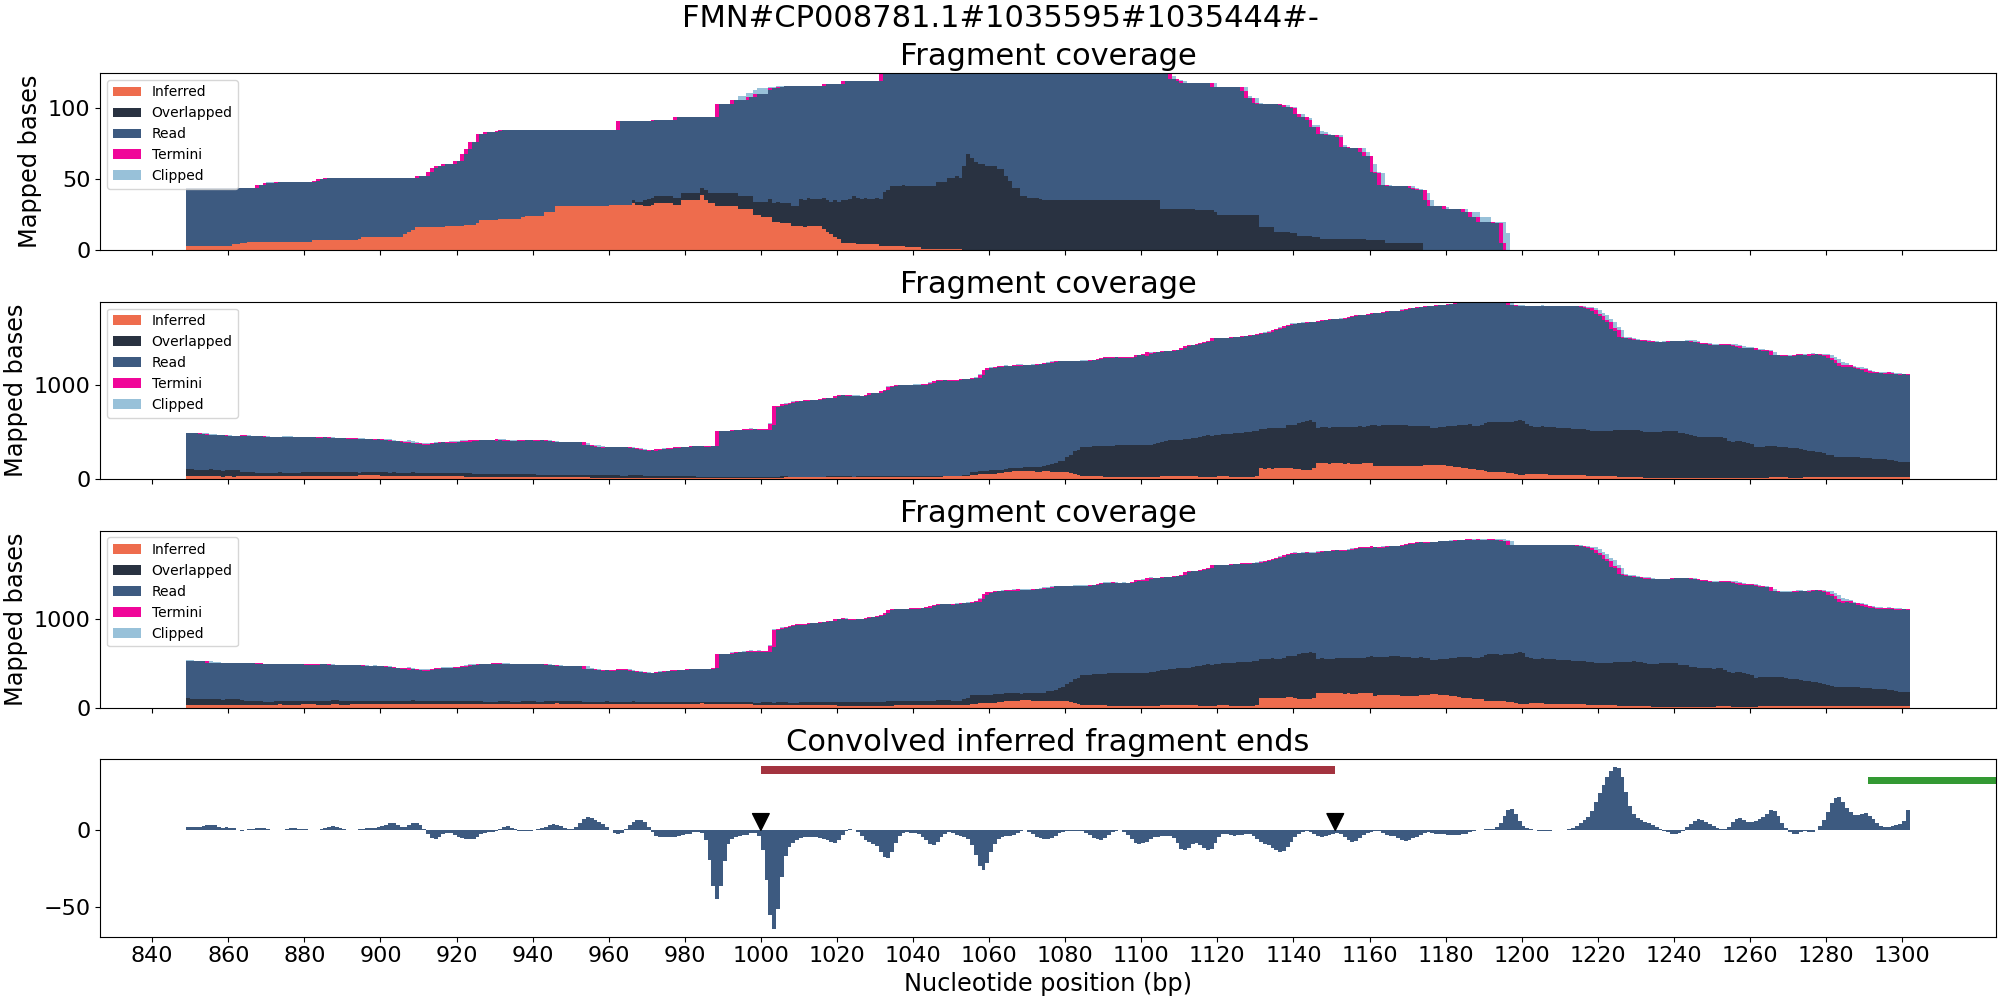 FMN#CP008781.1#1035595#1035444#-
Fragment coverage
Mapped bases
100
50
0
Inferred
Overlapped
Read
Termini
Clipped
Fragment coverage
Mapped bases
1000
0
Inferred
Overlapped
Read
Termini
Clipped
Fragment coverage
Mapped bases
1000
0
Inferred
Overlapped
Read
Termini
Clipped
Convolved inferred fragment ends
0
−50
840 860 880 900 920 940 960 980 1000 1020 1040 1060 1080 1100 1120 1140 1160 1180 1200 1220 1240 1260 1280 1300
Nucleotide position (bp)